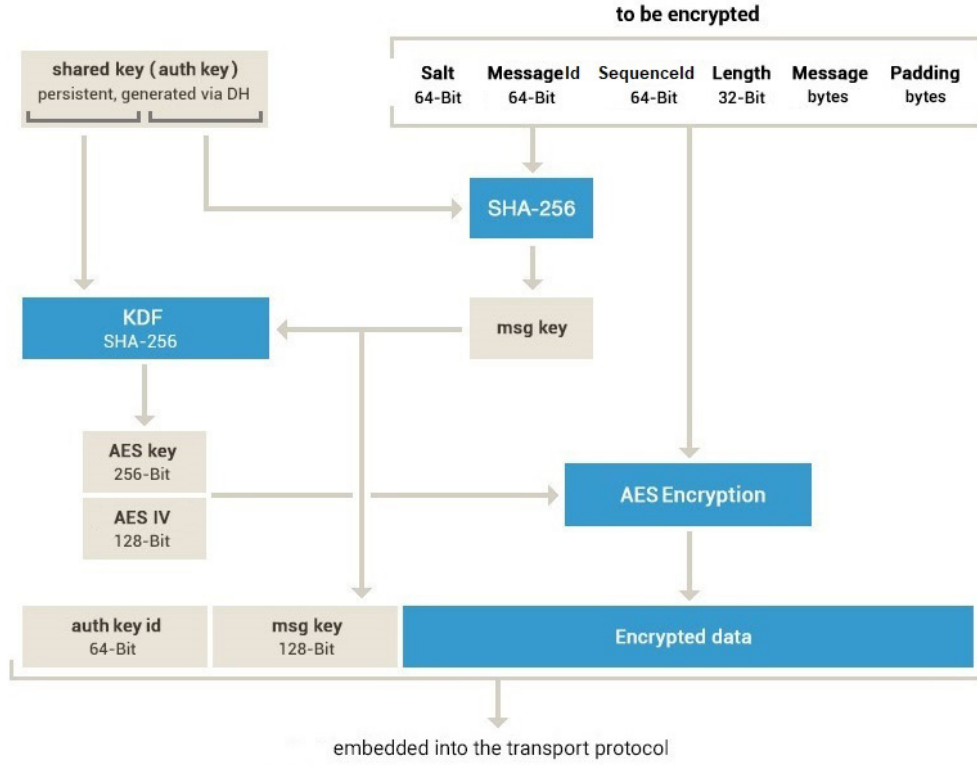 to be encrypted
shared key (auth key)
persistent, generated via DH
Salt MessageId SequenceId Length Message Padding
64-Bit 64-Bit 64-Bit 32-Bit bytes bytes
SHA-256
KDF
SHA-256
msg key
AES key
256-Bit
AES IV
128-Bit
AES Encryption
auth key id
64-Bit
msg key
128-Bit
Encrypted data
embedded into the transport protocol